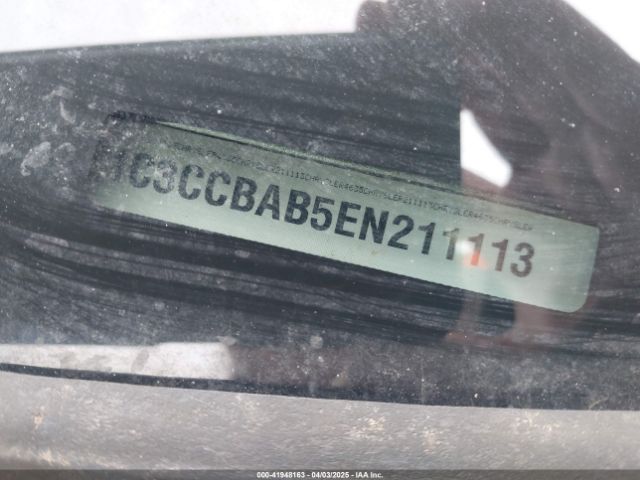 1C3CCBAB5EN211113
000-41948163 - 04/03/2025 - IAA Inc.